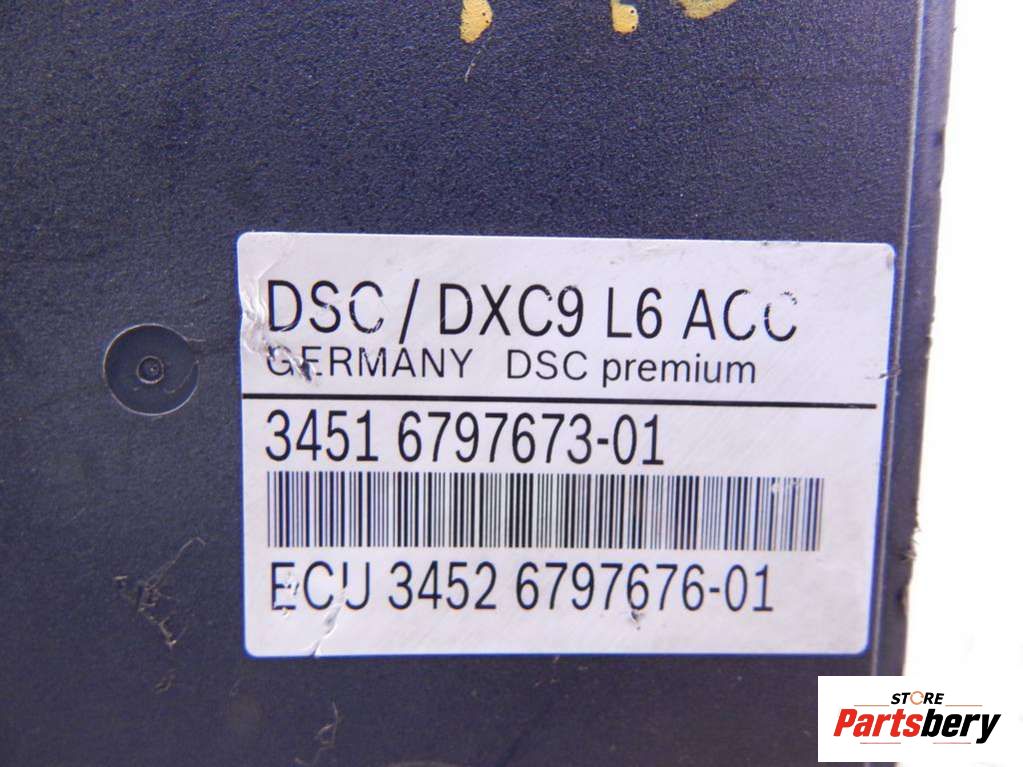 DSC / DXC9 L6 ACC
GERMANY DSC premium
3451 6797673-01
ECU 3452 6797676-01
STORE
Partsbery